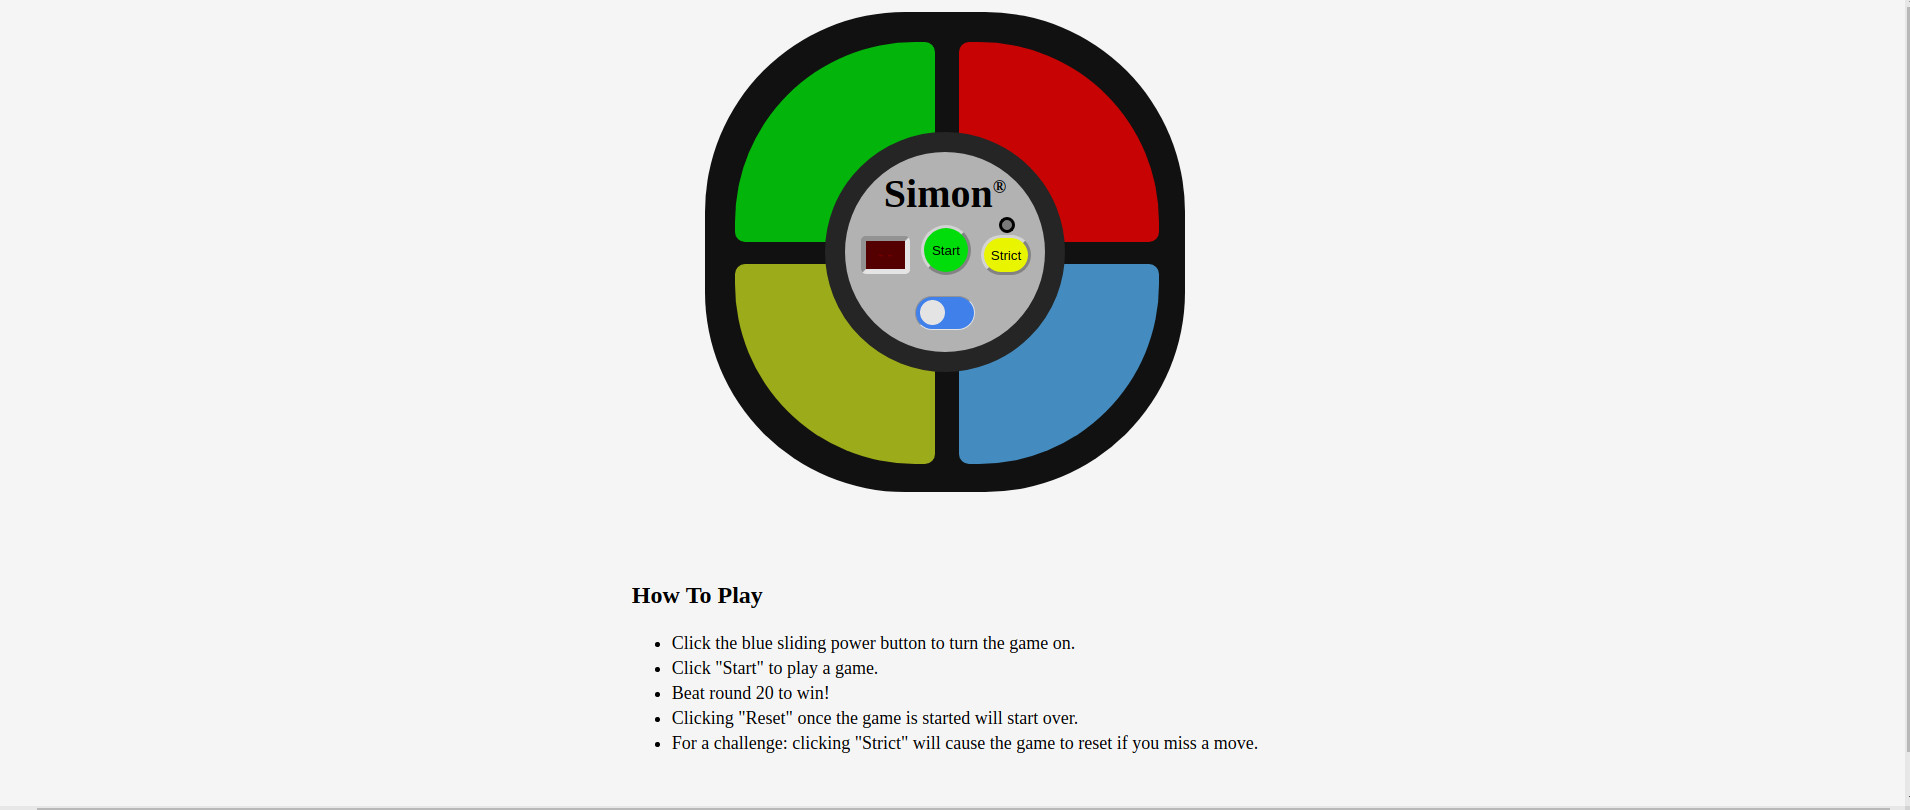 Simon®
Start
Strict
How To Play
Click the blue sliding power button to turn the game on.
Click "Start" to play a game.
Beat round 20 to win!
Clicking "Reset" once the game is started will start over.
For a challenge: clicking "Strict" will cause the game to reset if you miss a move.